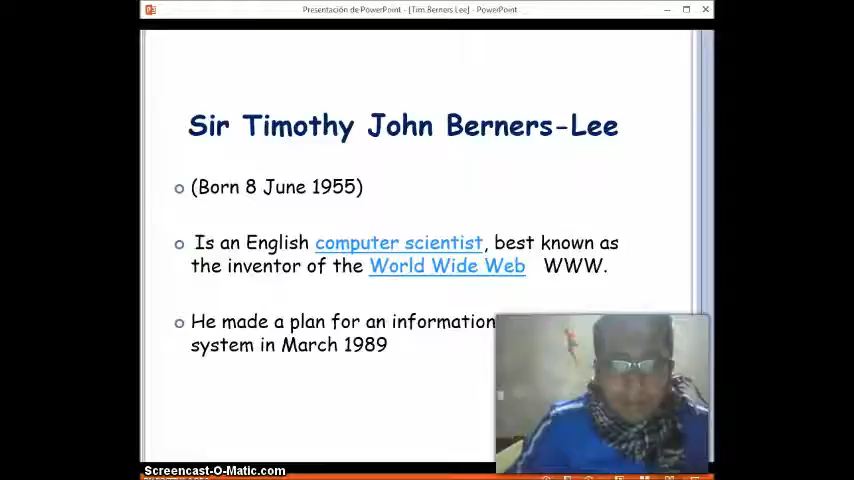 Presentación de PowerPoint - [Tim.Berners Lee] - PowerPoint
Sir Timothy John Berners-Lee
(Born 8 June 1955)
Is an English computer scientist, best known as
the inventor of the World Wide Web WWW.
He made a plan for an information
system in March 1989
Screencast-O-Matic.com